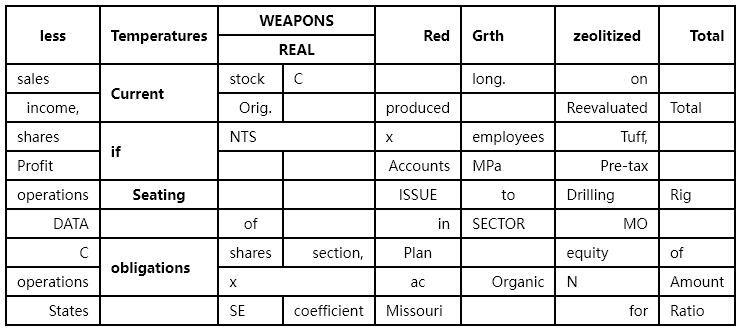 less Temperatures WEAPONS Red Grth zeolitized Total
REAL
sales Current stock C long. on
income, Orig. produced Reevaluated Total
shares if NTS x employees Tuff,
Profit Accounts MPa Pre-tax
operations Seating ISSUE to Drilling Rig
DATA of in SECTOR MO
C obligations shares section, Plan equity of
operations x ac Organic N Amount
States SE coefficient Missouri for Ratio